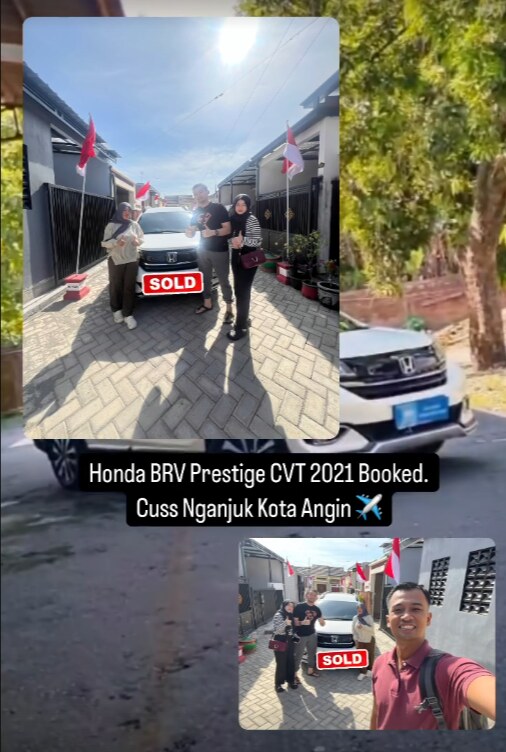 SOLD
Honda BRV Prestige CVT 2021 Booked.
Cuss Nganjuk Kota Angin ✈️
SOLD